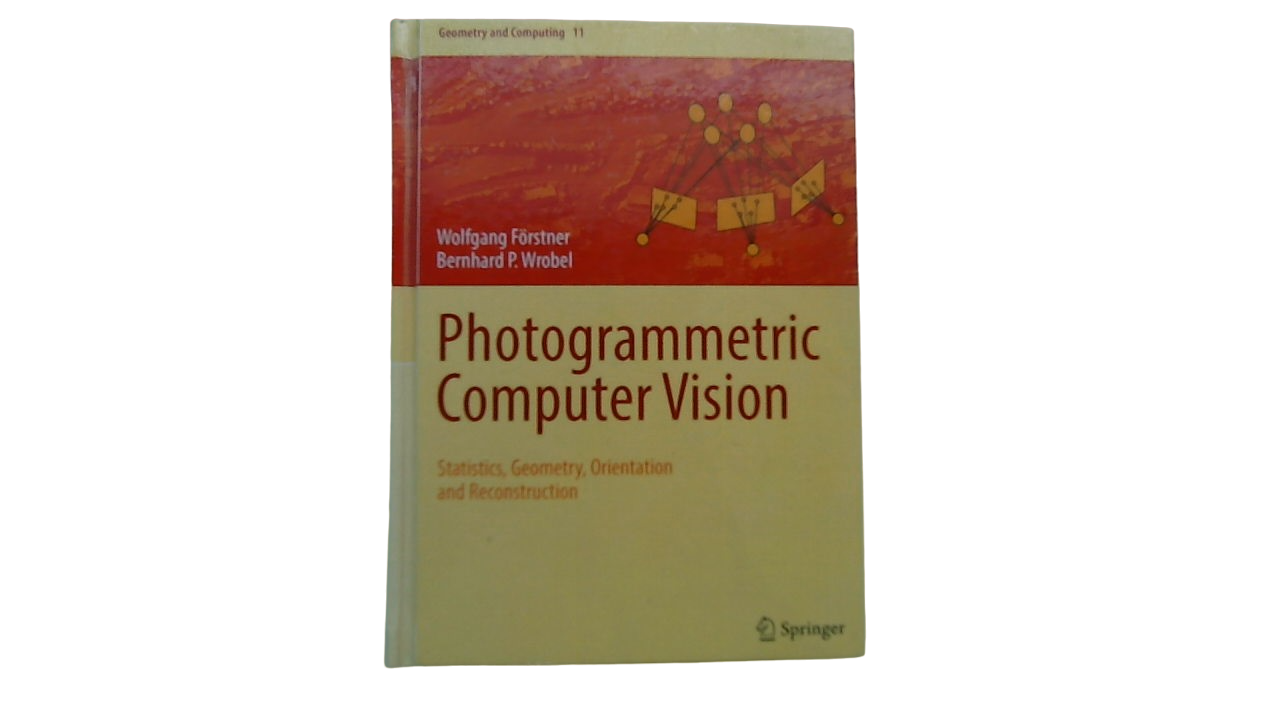 Geometry and Computing 11
Wolfgang Förstner
Bernhard P. Wrobel
Photogrammetric
Computer Vision
Statistics, Geometry, Orientation
and Reconstruction
Springer